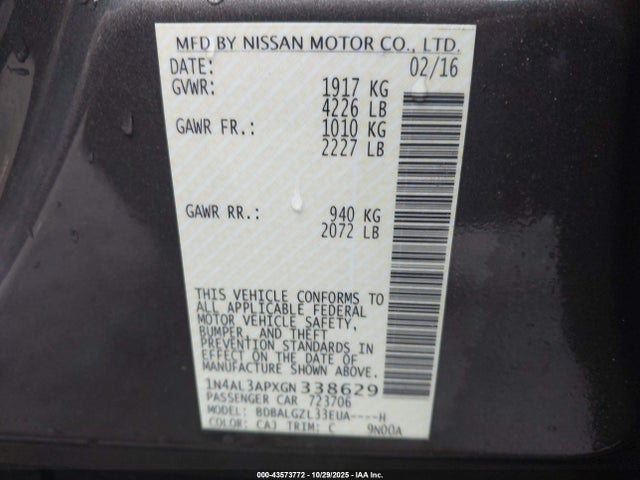 MFD BY NISSAN MOTOR CO., LTD.
DATE: 02/16
GVWR: 1917 KG
4226 LB
GAWR FR.: 1010 KG
2227 LB
GAWR RR.: 940 KG
2072 LB
THIS VEHICLE CONFORMS TO
ALL APPLICABLE FEDERAL
MOTOR VEHICLE SAFETY,
BUMPER, AND THEFT
PREVENTION STANDARDS IN
EFFECT ON THE DATE OF
MANUFACTURE SHOWN ABOVE.
1N4AL3APXGN338629
PASSENGER CAR 723706
MODEL: BDBALGZL33EUA----H
COLOR: CAJ TRIM: C 9N00A
00-43573772 - 10/29/2025 - IAAI.com